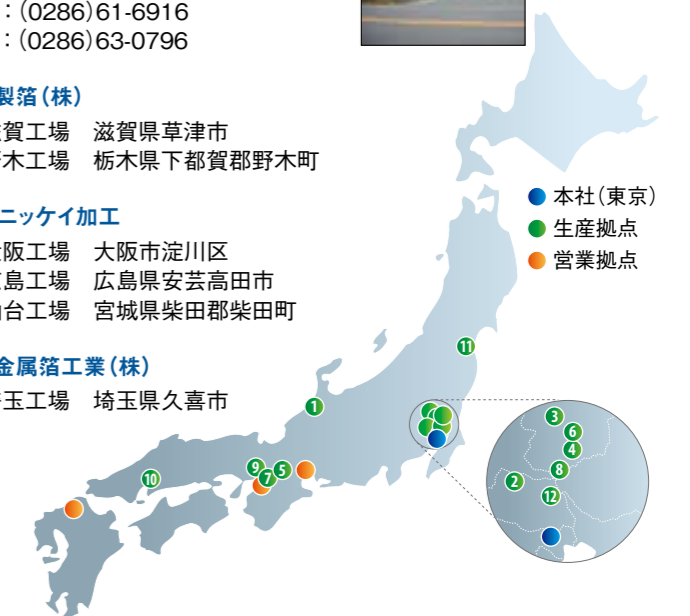 ：(0286)61-6916
：(0286)63-0796
製箔(株)
賀工場　滋賀県草津市
木工場　栃木県下都賀郡野木町
ニッケイ加工
阪工場　大阪市淀川区
島工場　広島県安芸高田市
台工場　宮城県柴田郡柴田町
金属箔工業(株)
玉工場　埼玉県久喜市
本社(東京)
生産拠点
営業拠点
11
1
3
6
4
8
2
12
9
7
5
10